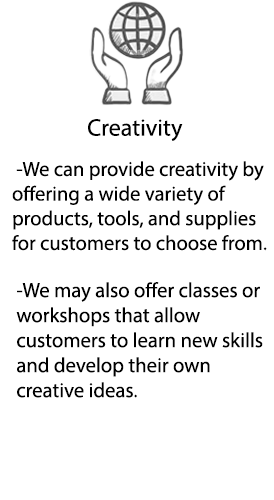 Creativity
-We can provide creativity by
offering a wide variety of
products, tools, and supplies
for customers to choose from.
-We may also offer classes or
workshops that allow
customers to learn new skills
and develop their own
creative ideas.